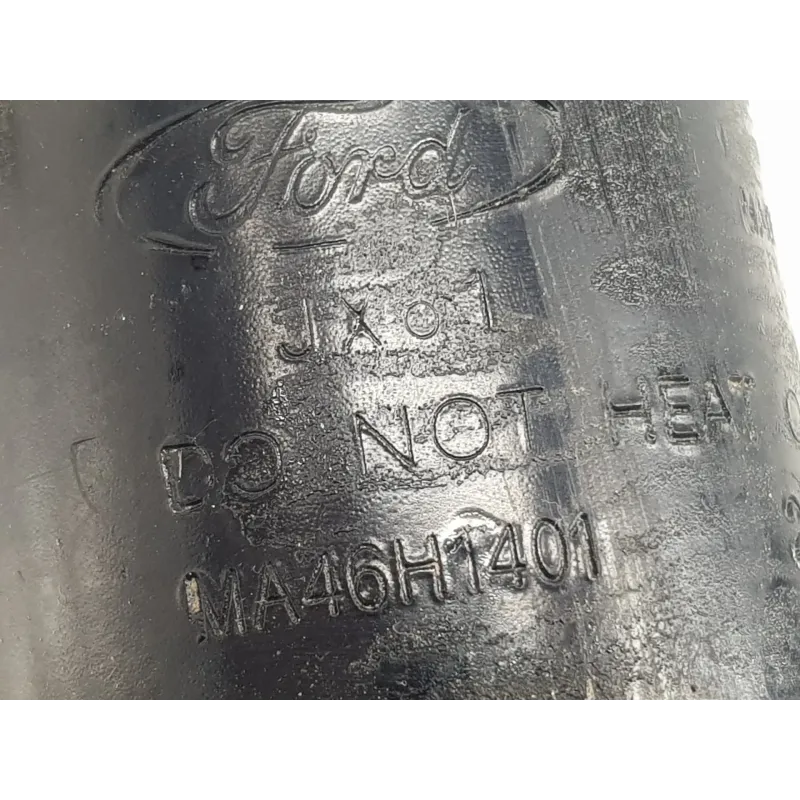 Ford
JX01
DO NOT HEAT
MA46H1401